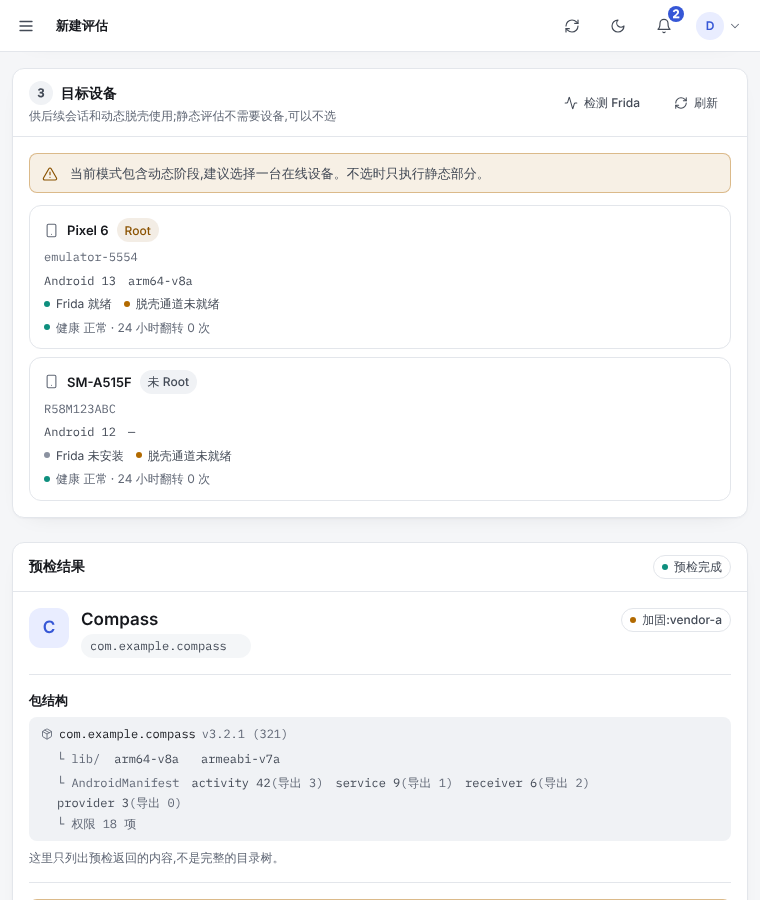 新建评估
2
D
3 目标设备
供后续会话和动态脱壳使用;静态评估不需要设备,可以不选
检测 Frida
刷新
当前模式包含动态阶段,建议选择一台在线设备。不选时只执行静态部分。
Pixel 6 Root
emulator-5554
Android 13 arm64-v8a
Frida 就绪 脱壳通道未就绪
健康 正常 · 24 小时翻转 0 次
SM-A515F 未 Root
R58M123ABC
Android 12 —
Frida 未安装 脱壳通道未就绪
健康 正常 · 24 小时翻转 0 次
预检结果
预检完成
C
Compass
com.example.compass
加固:vendor-a
包结构
com.example.compass v3.2.1 (321)
└ lib/ arm64-v8a armeabi-v7a
└ AndroidManifest activity 42(导出 3) service 9(导出 1) receiver 6(导出 2)
provider 3(导出 0)
└ 权限 18 项
这里只列出预检返回的内容,不是完整的目录树。